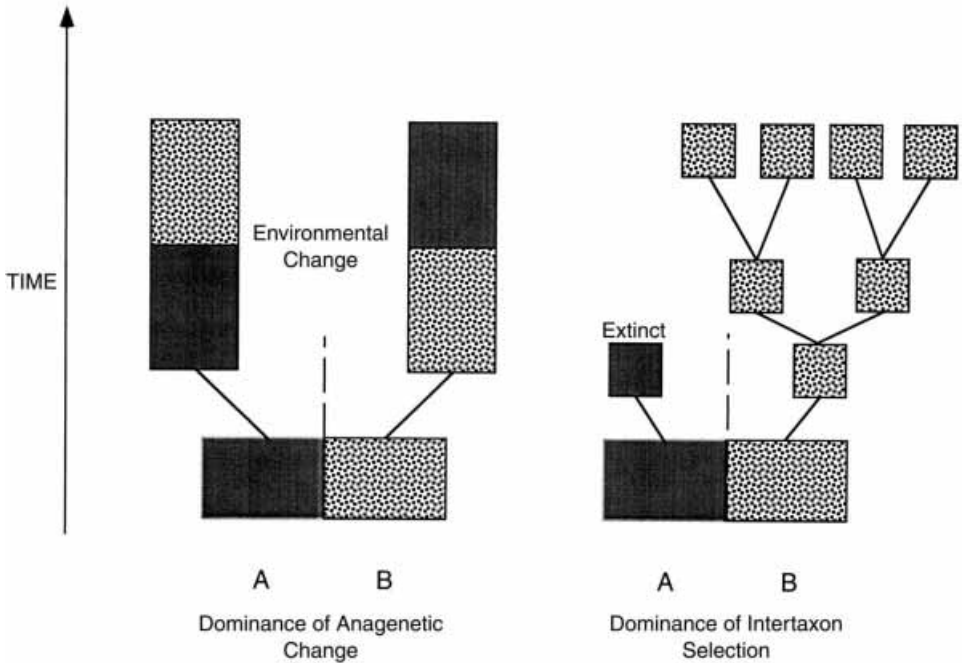 TIME
Environmental
Change
Extinct
A
B
A
B
Dominance of Anagenetic
Change
Dominance of Intertaxon
Selection